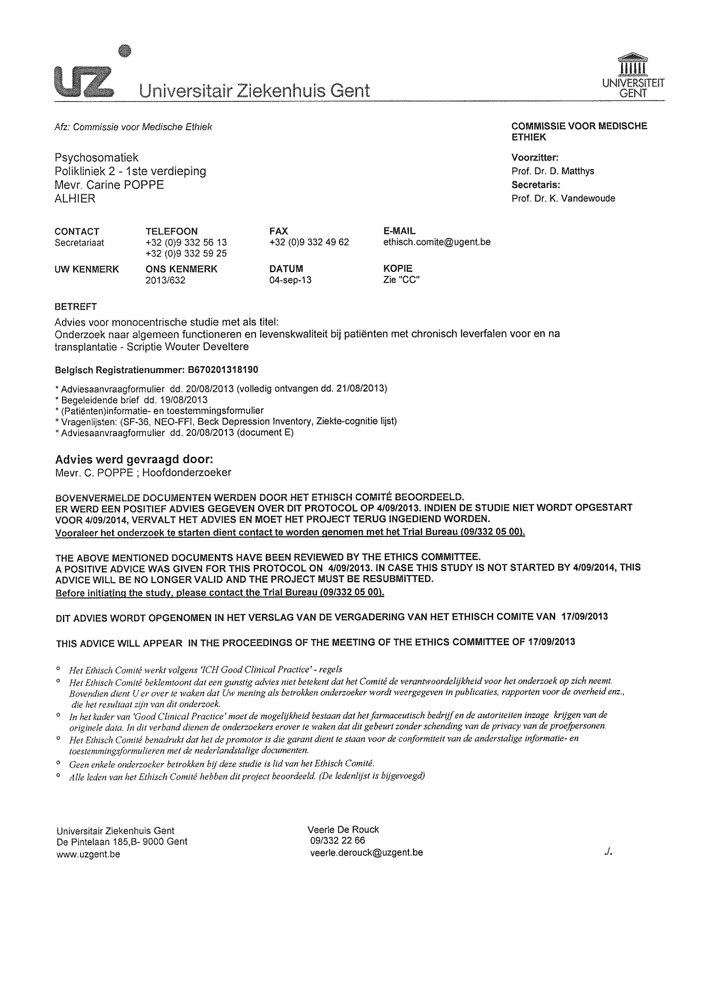 uz
Universitair Ziekenhuis Gent
UNIVERSITEIT
GENT
Afz: Commissie voor Medische Ethiek
COMMISSIE VOOR MEDISCHE
ETHIEK
Psychosomatiek
Polikliniek 2 - 1ste verdieping
Mevr. Carine POPPE
ALHIER
Voorzitter:
Prof. Dr. D. Matthys
Secretaris:
Prof. Dr. K. Vandewoude
CONTACT TELEFOON FAX E-MAIL
Secretariaat +32 (0)9 332 56 13 +32 (0)9 332 49 62 ethisch.comite@ugent.be
+32 (0)9 332 59 25
UW KENMERK ONS KENMERK DATUM KOPIE
2013/632 04-sep-13 Zie "CC"
BETREFT
Advies voor monocentrische studie met als titel:
Onderzoek naar algemeen functioneren en levenskwaliteit bij patiënten met chronisch leverfalen voor en na
transplantatie - Scriptie Wouter Develtere
Belgisch Registratienummer: B670201318190
* Adviesaanvraagformulier dd. 20/08/2013 (volledig ontvangen dd. 21/08/2013)
* Begeleidende brief dd. 19/08/2013
* (Patiënten)informatie- en toestemmingsformulier
* Vragenlijsten: (SF-36, NEO-FFI, Beck Depression Inventory, Ziekte-cognitie lijst)
* Adviesaanvraagformulier dd. 20/08/2013 (document E)
Advies werd gevraagd door:
Mevr. C. POPPE ; Hoofdonderzoeker
BOVENVERMELDE DOCUMENTEN WERDEN DOOR HET ETHISCH COMITÉ BEOORDEELD.
ER WERD EEN POSITIEF ADVIES GEGEVEN OVER DIT PROTOCOL OP 4/09/2013. INDIEN DE STUDIE NIET WORDT OPGESTART
VOOR 4/09/2014, VERVALT HET ADVIES EN MOET HET PROJECT TERUG INGEDIEND WORDEN.
Vooraleer het onderzoek te starten dient contact te worden genomen met het Trial Bureau (09/332 05 00).
THE ABOVE MENTIONED DOCUMENTS HAVE BEEN REVIEWED BY THE ETHICS COMMITTEE.
A POSITIVE ADVICE WAS GIVEN FOR THIS PROTOCOL ON 4/09/2013. IN CASE THIS STUDY IS NOT STARTED BY 4/09/2014, THIS
ADVICE WILL BE NO LONGER VALID AND THE PROJECT MUST BE RESUBMITTED.
Before initiating the study, please contact the Trial Bureau (09/332 05 00).
DIT ADVIES WORDT OPGENOMEN IN HET VERSLAG VAN DE VERGADERING VAN HET ETHISCH COMITE VAN 17/09/2013
THIS ADVICE WILL APPEAR IN THE PROCEEDINGS OF THE MEETING OF THE ETHICS COMMITTEE OF 17/09/2013
° Het Ethisch Comité werkt volgens 'ICH Good Clinical Practice' - regels
° Het Ethisch Comité beklemtoont dat een gunstig advies niet betekent dat het Comité de verantwoordelijkheid voor het onderzoek op zich neemt.
Bovendien dient U er over te waken dat Uw mening als betrokken onderzoeker wordt weergegeven in publicaties, rapporten voor de overheid enz.,
die het resultaat zijn van dit onderzoek.
° In het kader van 'Good Clinical Practice' moet de mogelijkheid bestaan dat het farmaceutisch bedrijf en de autoriteiten inzage krijgen van de
originele data. In dit verband dienen de onderzoekers erover te waken dat dit gebeurt zonder schending van de privacy van de proefpersonen.
° Het Ethisch Comité benadrukt dat het de promotor is die garant dient te staan voor de conformiteit van de anderstalige informatie- en
toestemmingsformulieren met de nederlandstalige documenten.
° Geen enkele onderzoeker betrokken bij deze studie is lid van het Ethisch Comité.
° Alle leden van het Ethisch Comité hebben dit project beoordeeld. (De ledenlijst is bijgevoegd)
Universitair Ziekenhuis Gent
De Pintelaan 185,B- 9000 Gent
www.uzgent.be
Veerle De Rouck
09/332 22 66
veerle.derouck@uzgent.be
./.